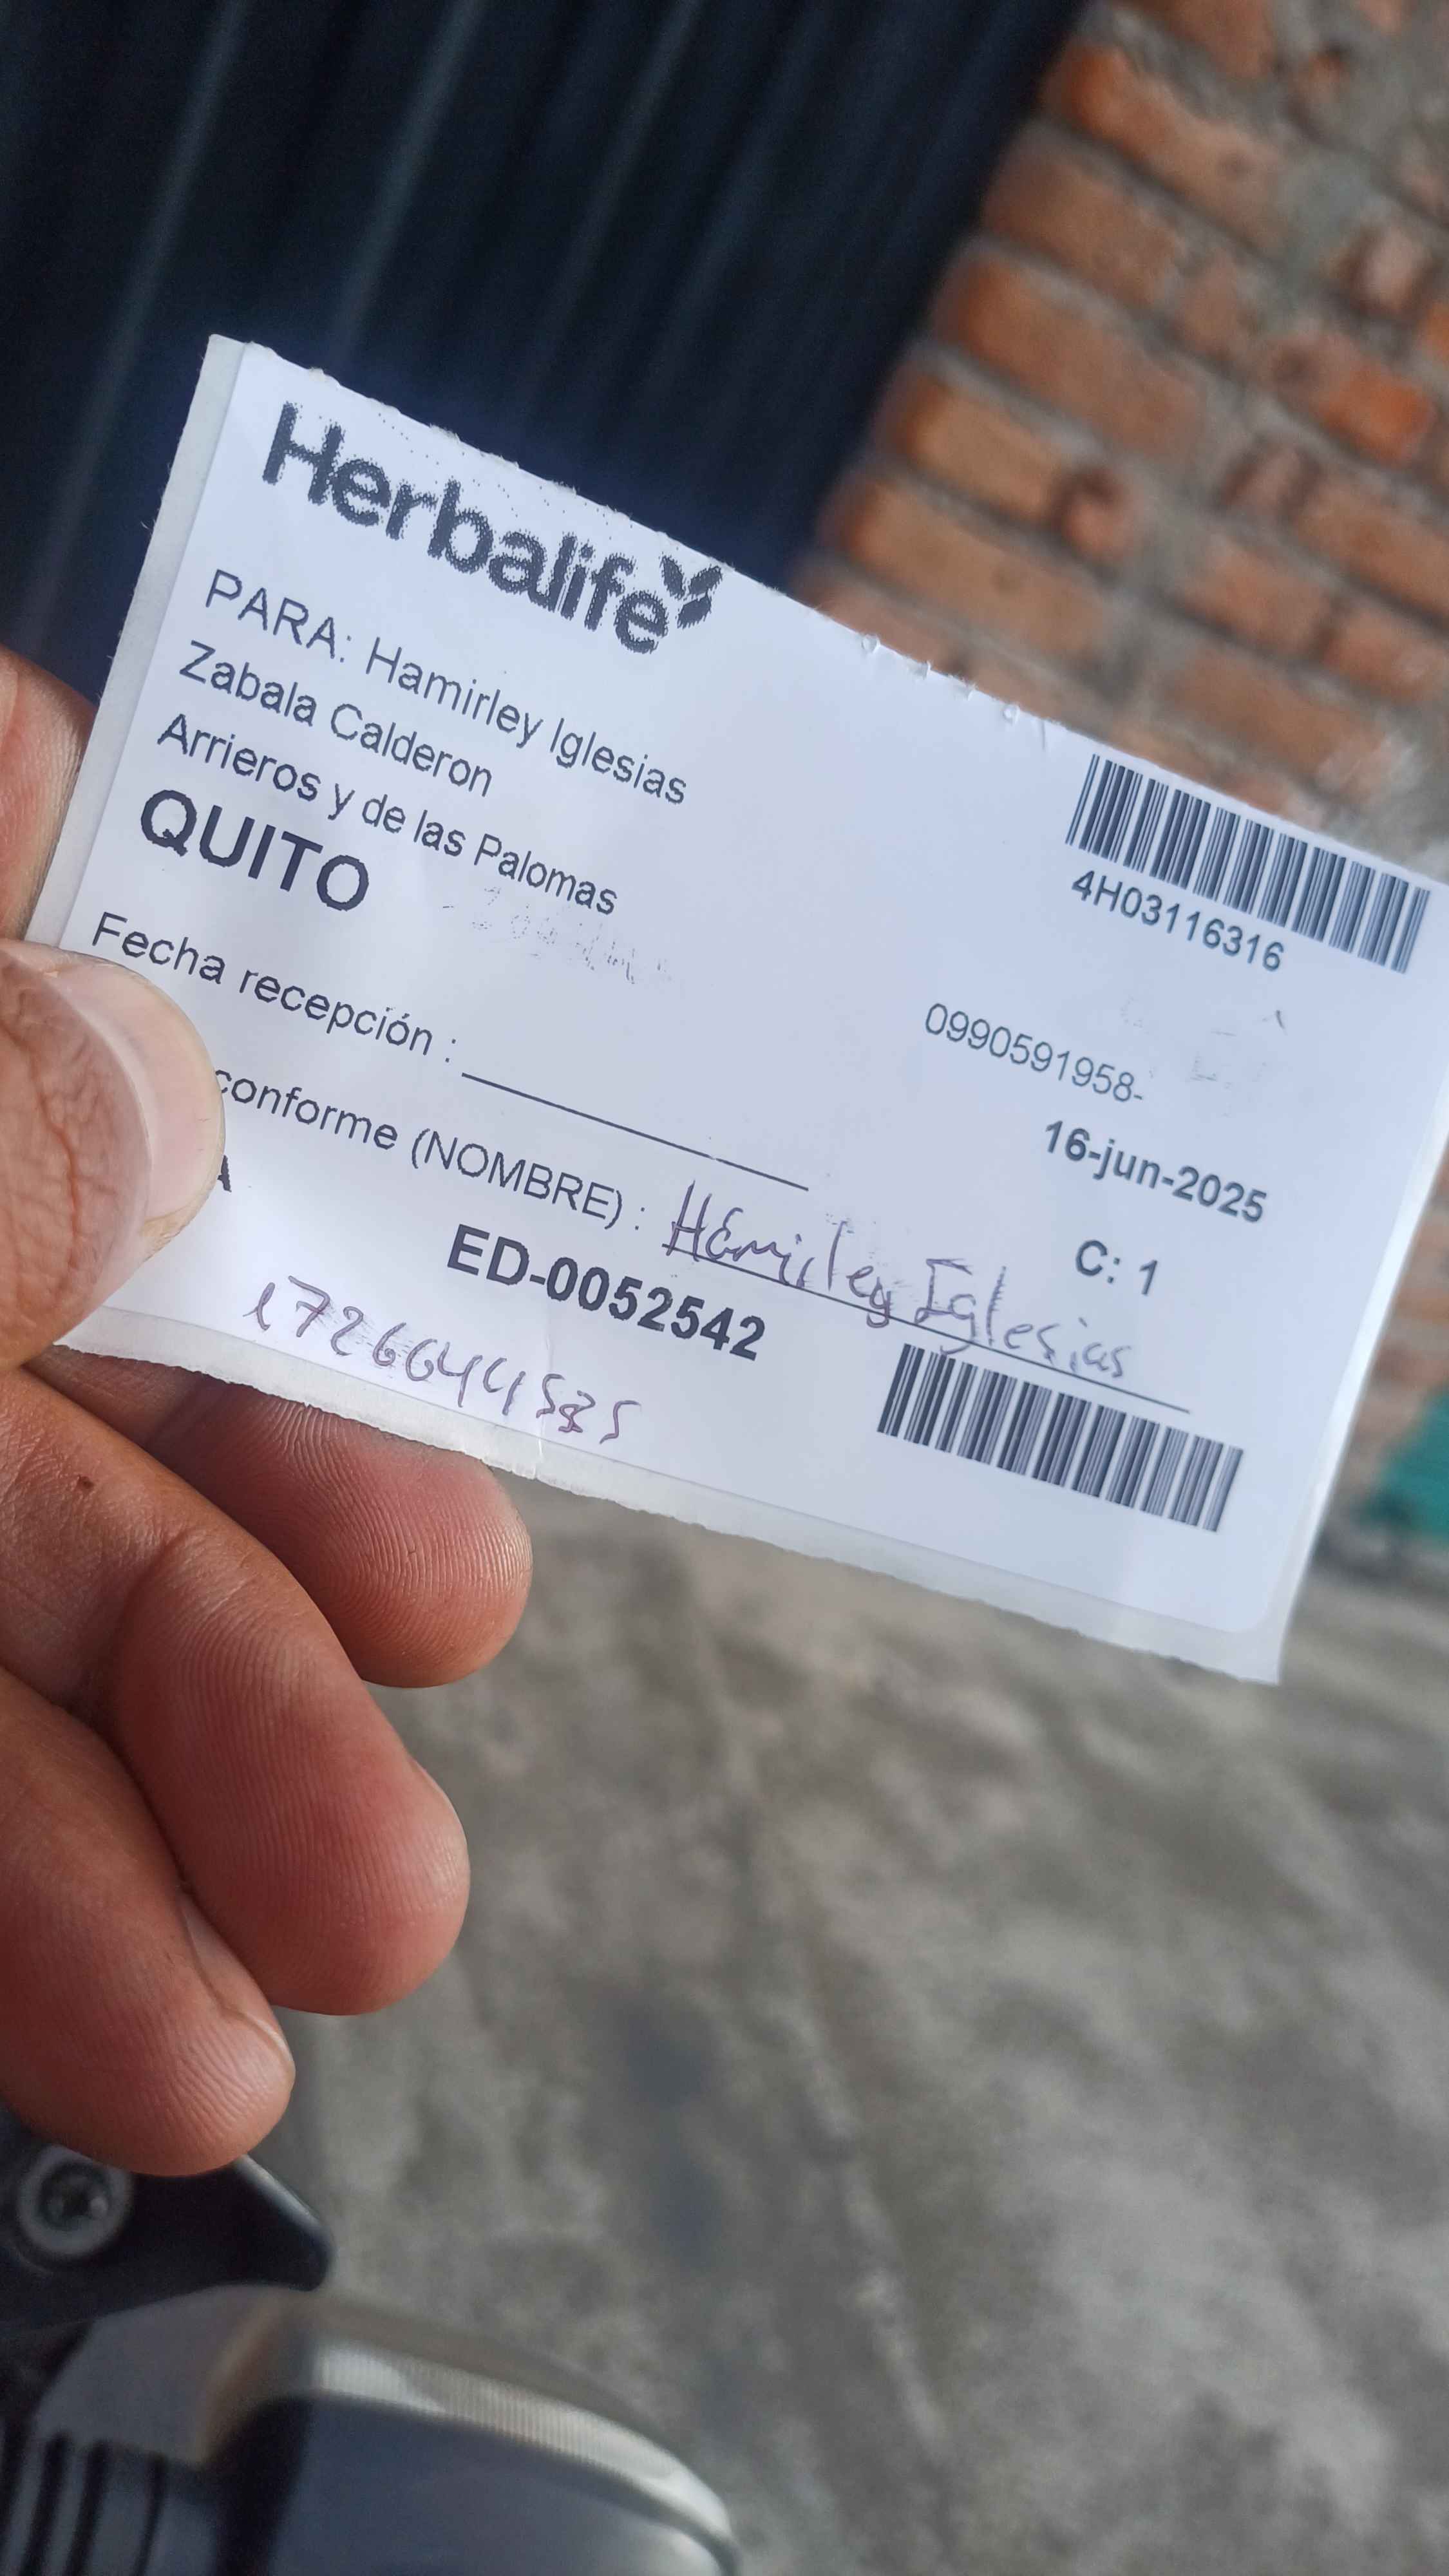 Herbalife
PARA: Hamirley Iglesias
Zabala Calderon
Arrieros y de las Palomas
QUITO
4H03116316
0990591958-
Fecha recepción :
16-jun-2025
conforme (NOMBRE) : Hamirley Iglesias
C: 1
ED-0052542